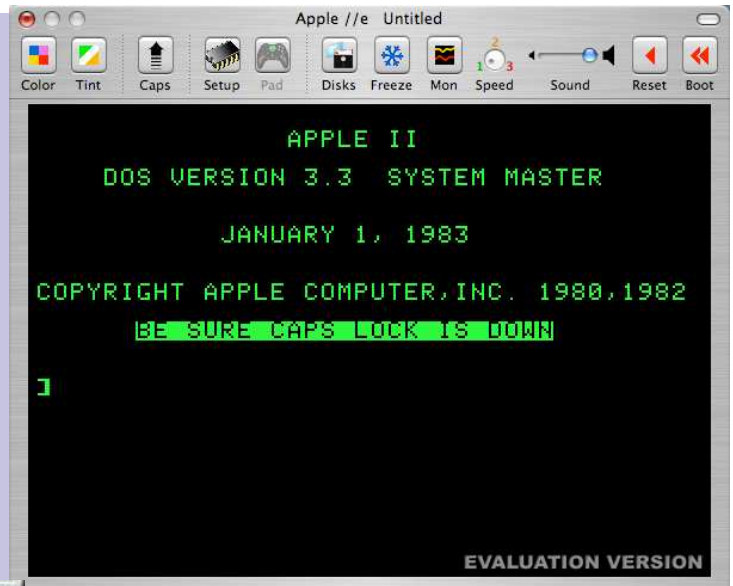 Apple //e Untitled
2
1 3
Color Tint Caps Setup Pad Disks Freeze Mon Speed Sound Reset Boot
APPLE II
DOS VERSION 3.3 SYSTEM MASTER
JANUARY 1, 1983
COPYRIGHT APPLE COMPUTER,INC. 1980,1982
BE SURE CAPS LOCK IS DOWN
]
EVALUATION VERSION